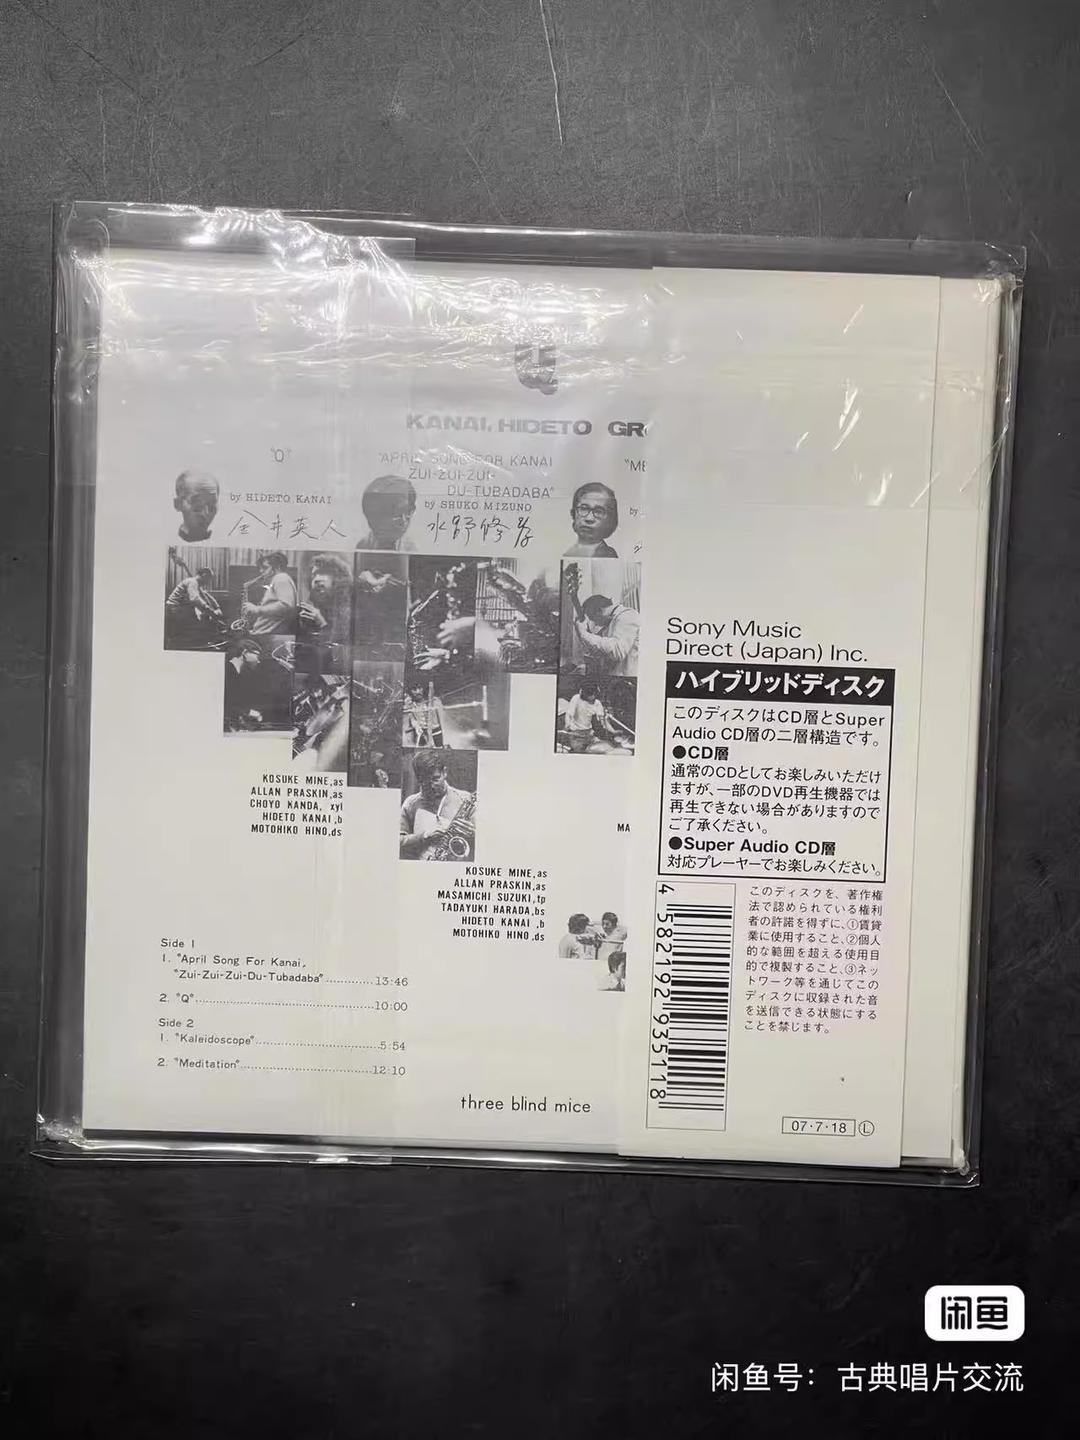 Q
KANAI, HIDETO GR
"Q"
by HIDETO KANAI
金井英人
"APRIL SONG FOR KANAI
ZUI-ZUI-ZUI-
DU-TUBADABA"
by SHUKO MIZUNO
水野修孝
"ME
by
KOSUKE MINE,as
ALLAN PRASKIN,as
CHOYO KANDA, xyl
HIDETO KANAI,b
MOTOHIKO HINO,ds
KOSUKE MINE,as
ALLAN PRASKIN,as
MASAMICHI SUZUKI,tp
TADAYUKI HARADA,bs
HIDETO KANAI ,b
MOTOHIKO HINO,ds
MA
Side 1
1. "April Song For Kanai,
"Zui-Zui-Zui-Du-Tubadaba"..............13:46
2. "Q".......................................10:00
Side 2
1. "Kaleidoscope"............................5:54
2. "Meditation"..............................12:10
three blind mice
Sony Music
Direct (Japan) Inc.
ハイブリッドディスク
このディスクはCD層とSuper
Audio CD層の二層構造です。
●CD層
通常のCDとしてお楽しみいただけ
ますが、一部のDVD再生機器では
再生できない場合がありますので
ご了承ください。
●Super Audio CD層
対応プレーヤーでお楽しみください。
4 582192 935118
このディスクを、著作権
法で認められている権利
者の許諾を得ずに、①賃貸
業に使用すること、②個人
的な範囲を超える使用目
的で複製すること、③ネッ
トワーク等を通じてこの
ディスクに収録された音
を送信できる状態にする
ことを禁じます。
07・7・18 Ⓛ
闲鱼
闲鱼号：古典唱片交流